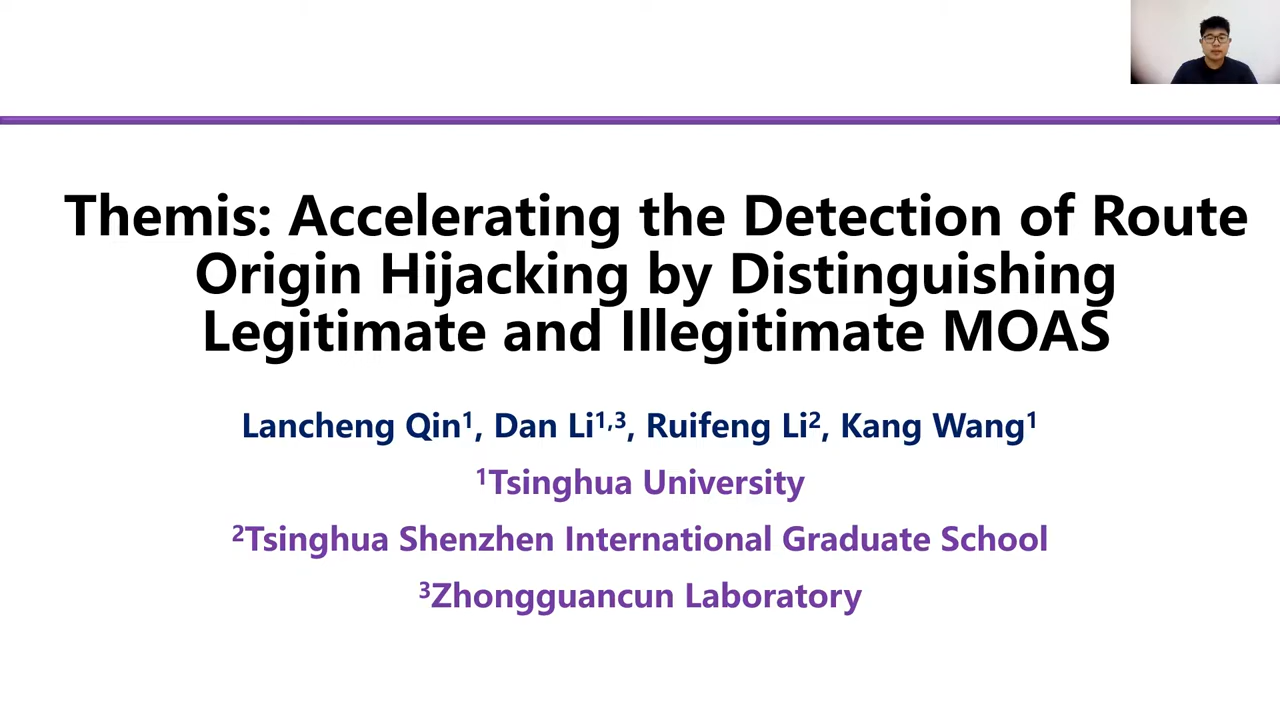 Themis: Accelerating the Detection of Route
Origin Hijacking by Distinguishing
Legitimate and Illegitimate MOAS
Lancheng Qin¹, Dan Li¹,³, Ruifeng Li², Kang Wang¹
¹Tsinghua University
²Tsinghua Shenzhen International Graduate School
³Zhongguancun Laboratory